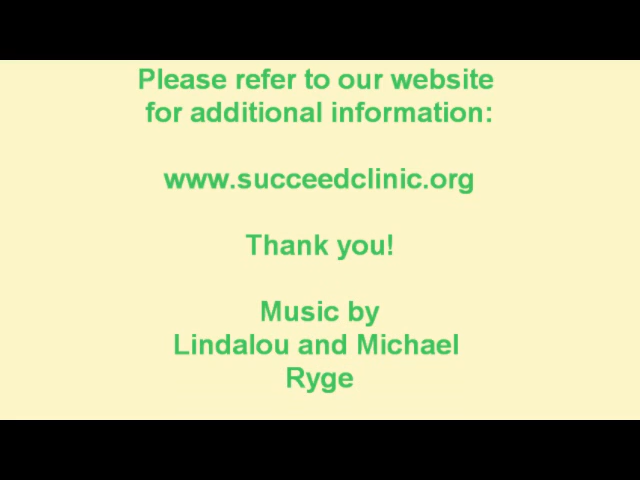 Please refer to our website
for additional information:
www.succeedclinic.org
Thank you!
Music by
Lindalou and Michael
Ryge